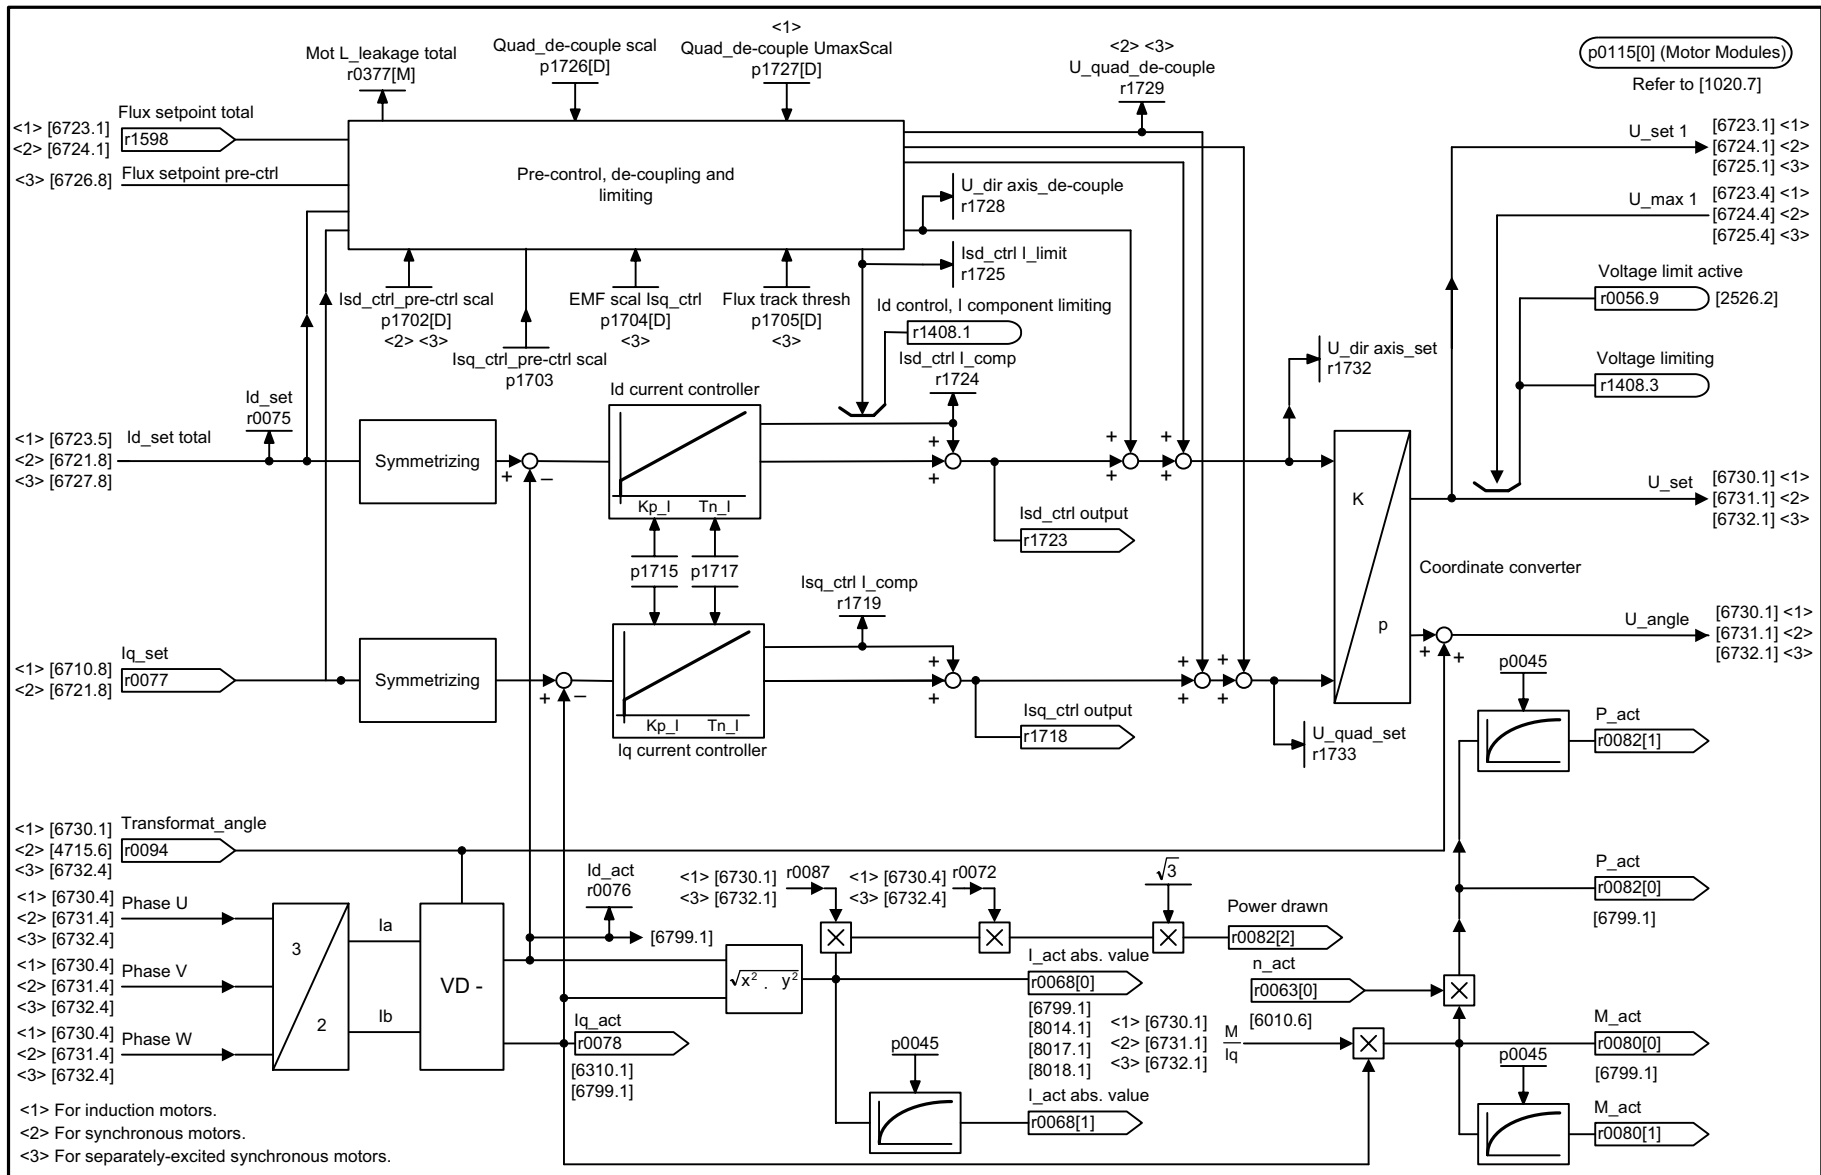 Mot L_leakage total
r0377[M]
Quad_de-couple scal
p1726[D]
<1>
Quad_de-couple UmaxScal
p1727[D]
<2> <3>
U_quad_de-couple
r1729
p0115[0] (Motor Modules)
Refer to [1020.7]
Flux setpoint total
<1> [6723.1]
<2> [6724.1]
r1598
<3> [6726.8]
Flux setpoint pre-ctrl
Pre-control, de-coupling and
limiting
U_dir axis_de-couple
r1728
Isd_ctrl I_limit
r1725
U_set 1
[6723.1] <1>
[6724.1] <2>
[6725.1] <3>
U_max 1
[6723.4] <1>
[6724.4] <2>
[6725.4] <3>
Isd_ctrl_pre-ctrl scal
p1702[D]
<2> <3>
Isq_ctrl_pre-ctrl scal
p1703
EMF scal Isq_ctrl
p1704[D]
<3>
Flux track thresh
p1705[D]
<3>
Id control, I component limiting
r1408.1
Isd_ctrl I_comp
r1724
Voltage limit active
r0056.9
[2526.2]
Voltage limiting
r1408.3
U_dir axis_set
r1732
Id_set
r0075
<1> [6723.5]
<2> [6721.8]
<3> [6727.8]
Id_set total
Symmetrizing
+
–
Id current controller
Kp_I
Tn_I
+
+
+
+
+
+
Isd_ctrl output
r1723
K
p
Coordinate converter
U_set
[6730.1] <1>
[6731.1] <2>
[6732.1] <3>
p1715
p1717
Isq_ctrl I_comp
r1719
U_angle
[6730.1] <1>
[6731.1] <2>
[6732.1] <3>
+
+
<1> [6710.8]
<2> [6721.8]
Iq_set
r0077
Symmetrizing
+
–
Kp_I
Tn_I
Iq current controller
+
+
+
+
+
+
Isq_ctrl output
r1718
U_quad_set
r1733
p0045
P_act
r0082[1]
<1> [6730.1]
<2> [4715.6]
<3> [6732.4]
Transformat_angle
r0094
<1> [6730.4]
<2> [6731.4]
<3> [6732.4]
Phase U
<1> [6730.4]
<2> [6731.4]
<3> [6732.4]
Phase V
<1> [6730.4]
<2> [6731.4]
<3> [6732.4]
Phase W
3
2
Ia
Ib
VD -
Id_act
r0076
[6799.1]
Iq_act
r0078
[6310.1]
[6799.1]
√x² . y²
<1> [6730.1]
<3> [6732.1]
r0087
<1> [6730.4]
<3> [6732.4]
r0072
√3
Power drawn
r0082[2]
I_act abs. value
r0068[0]
[6799.1]
[8014.1]
[8017.1]
[8018.1]
p0045
I_act abs. value
r0068[1]
P_act
r0082[0]
[6799.1]
n_act
r0063[0]
[6010.6]
<1> [6730.1]
<2> [6731.1]
<3> [6732.1]
M
Iq
M_act
r0080[0]
[6799.1]
p0045
M_act
r0080[1]
<1> For induction motors.
<2> For synchronous motors.
<3> For separately-excited synchronous motors.